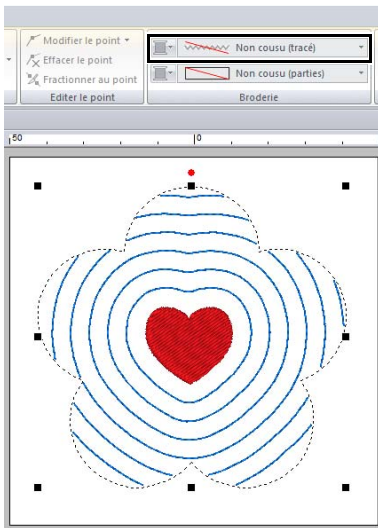 Modifier le point
Effacer le point
Fractionner au point
Editer le point
Non cousu (tracé)
Non cousu (parties)
Broderie
50
0